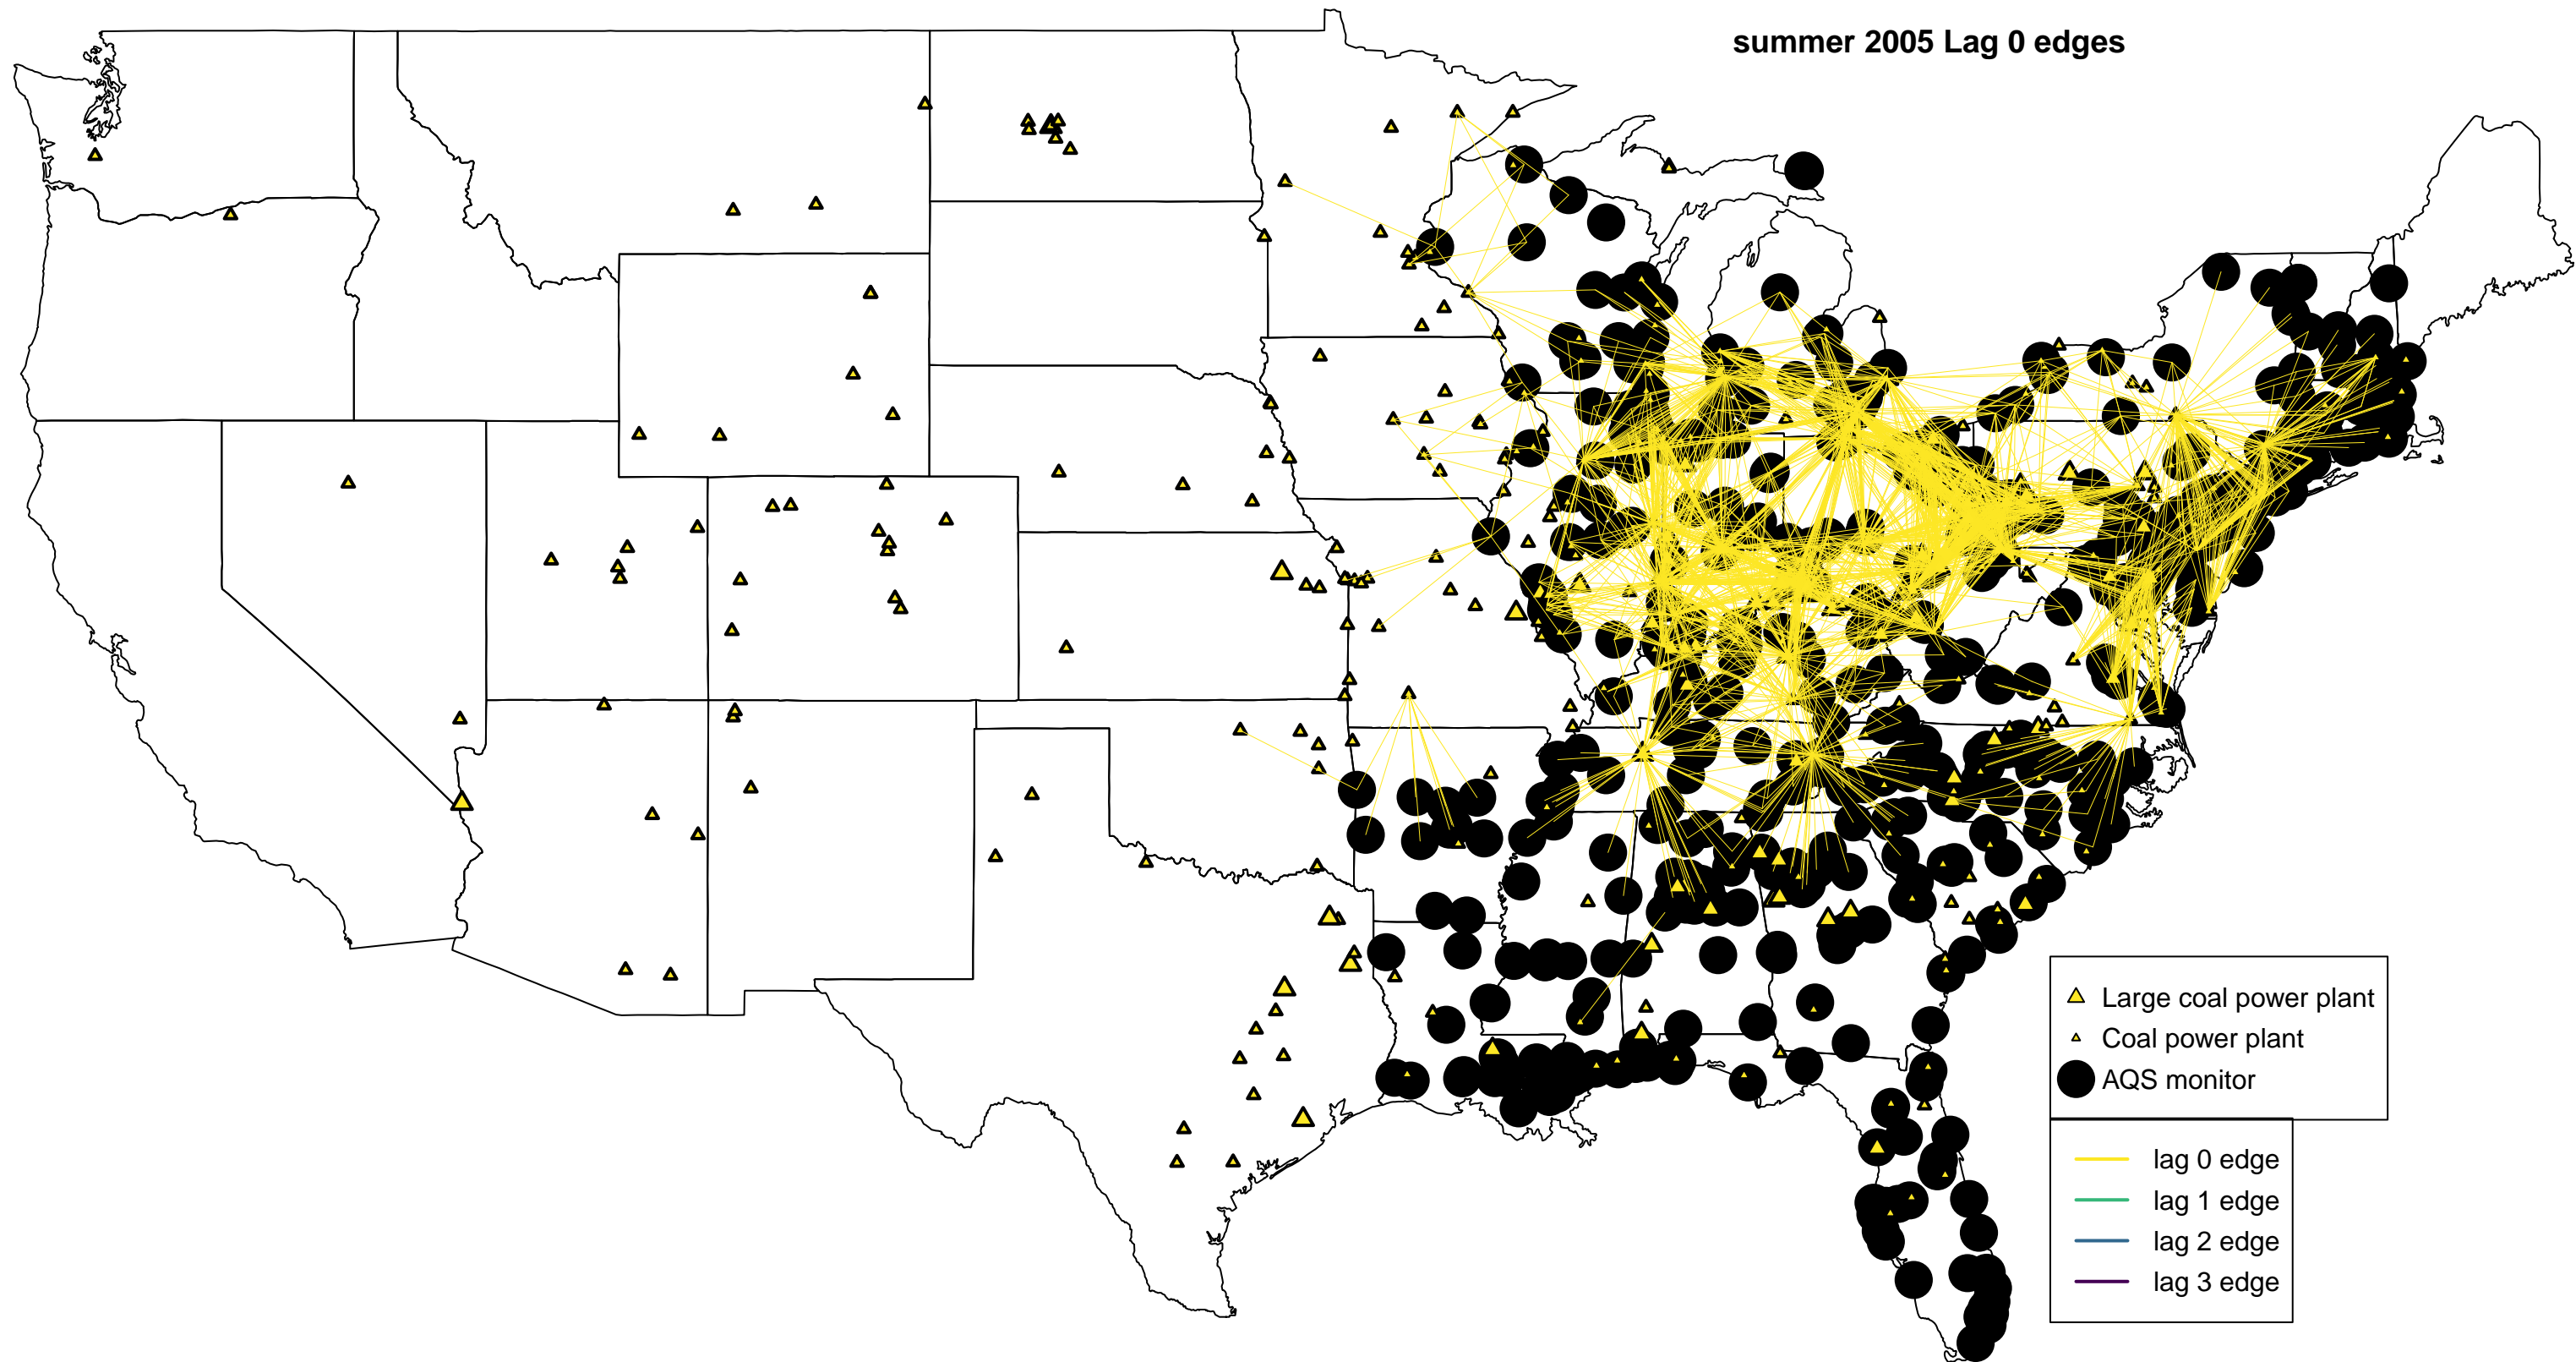 summer 2005 Lag 0 edges
Large coal power plant
Coal power plant
AQS monitor
lag 0 edge
lag 1 edge
lag 2 edge
lag 3 edge